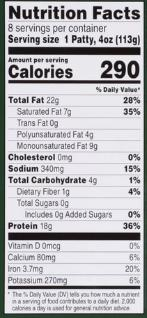 Nutrition Facts
8 servings per container
Serving size 1 Patty, 4oz (113g)
Amount per serving
Calories 290
% Daily Value*
Total Fat 22g 28%
Saturated Fat 7g 35%
Trans Fat 0g
Polyunsaturated Fat 4g
Monounsaturated Fat 9g
Cholesterol 0mg 0%
Sodium 340mg 15%
Total Carbohydrate 4g 1%
Dietary Fiber 1g 4%
Total Sugars 0g
Includes 0g Added Sugars 0%
Protein 18g 36%
Vitamin D 0mcg 0%
Calcium 80mg 6%
Iron 3.7mg 20%
Potassium 270mg 6%
* The % Daily Value (DV) tells you how much a nutrient
in a serving of food contributes to a daily diet. 2,000
calories a day is used for general nutrition advice.